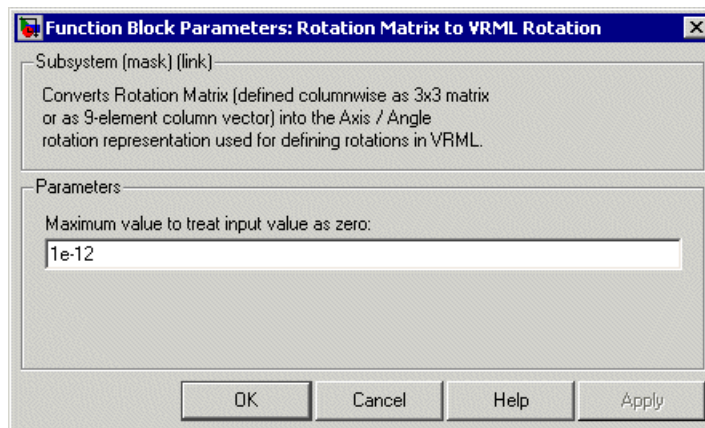 Function Block Parameters: Rotation Matrix to VRML Rotation
Subsystem (mask) (link)
Converts Rotation Matrix (defined columnwise as 3x3 matrix
or as 9-element column vector) into the Axis / Angle
rotation representation used for defining rotations in VRML.
Parameters
Maximum value to treat input value as zero:
1e-12
OK Cancel Help Apply